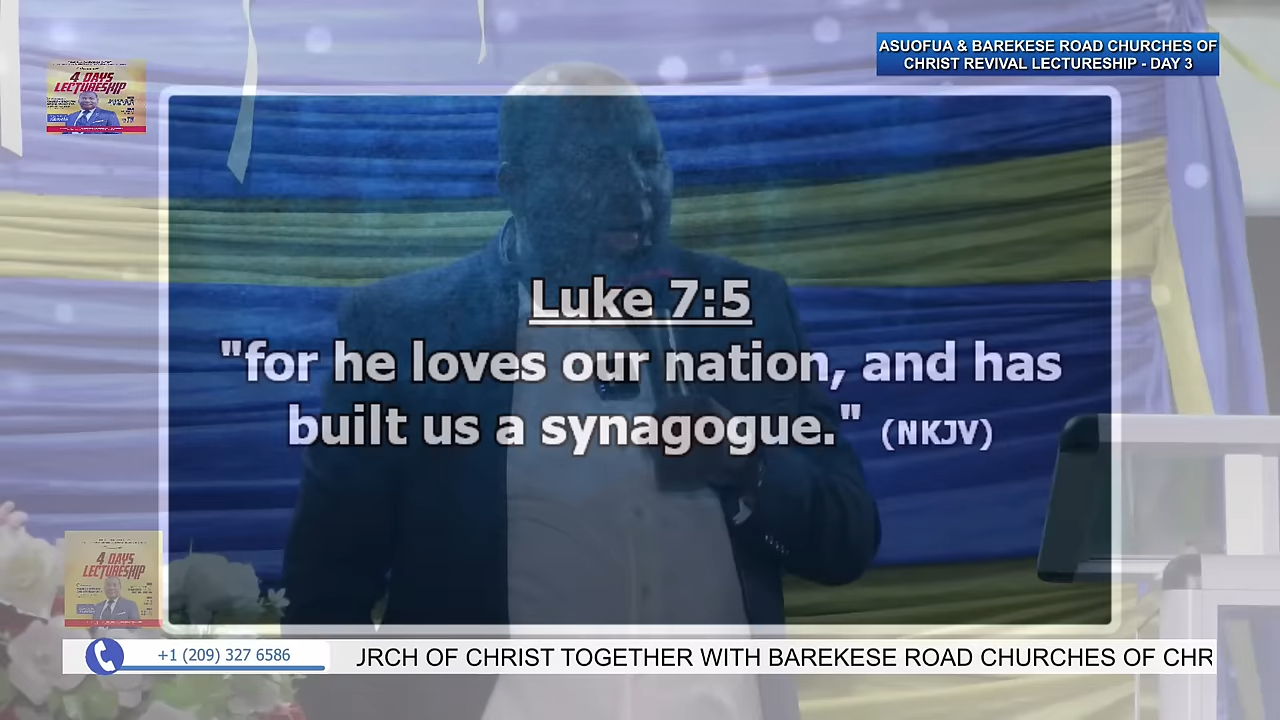 ASUOFUA & BAREKESE ROAD CHURCHES OF
CHRIST REVIVAL LECTURESHIP - DAY 3
4 DAYS
LECTURESHIP
Luke 7:5
"for he loves our nation, and has
built us a synagogue." (NKJV)
4 DAYS
LECTURESHIP
+1 (209) 327 6586
JRCH OF CHRIST TOGETHER WITH BAREKESE ROAD CHURCHES OF CHR